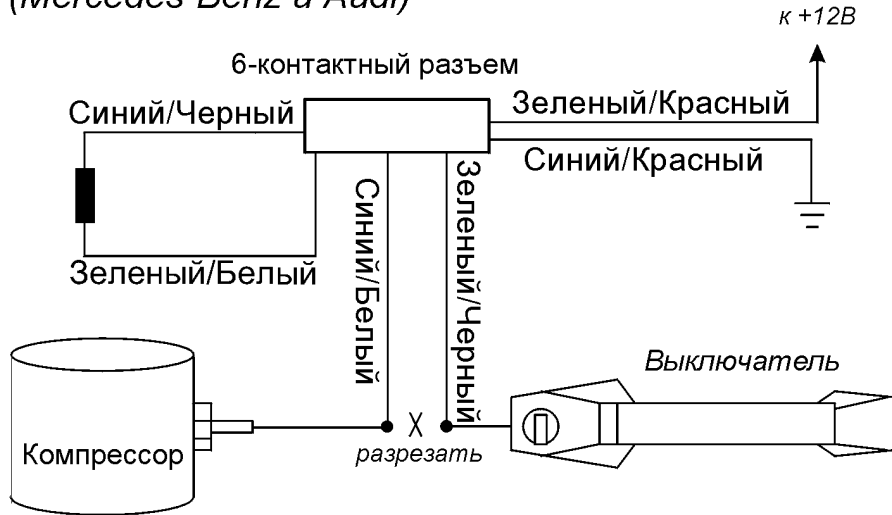 (Mercedes-Benz и Audi)
к +12В
6-контактный разъем
Синий/Черный
Зеленый/Красный
Синий/Красный
Зеленый/Белый
Синий/Белый
Зеленый/Черный
Выключатель
Компрессор
X
разрезать